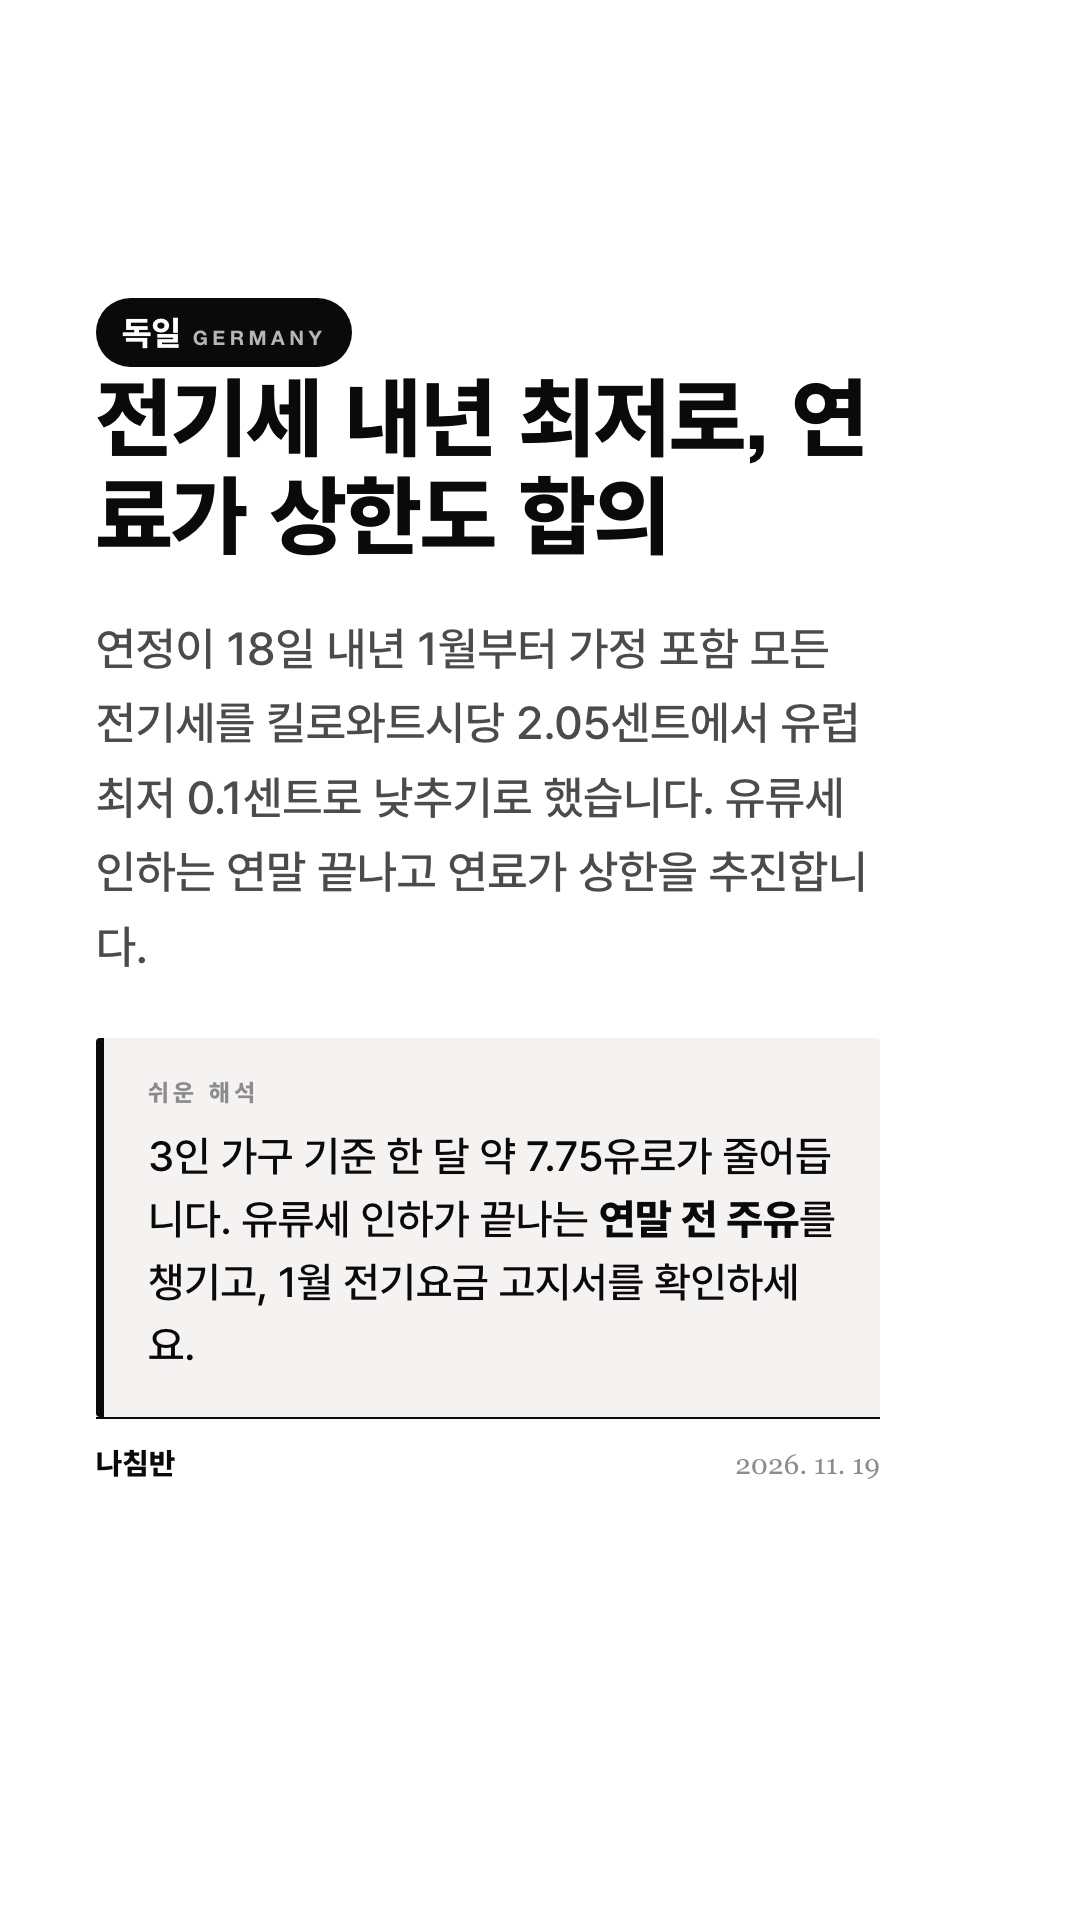 독일 GERMANY
전기세 내년 최저로, 연
료가 상한도 합의
연정이 18일 내년 1월부터 가정 포함 모든
전기세를 킬로와트시당 2.05센트에서 유럽
최저 0.1센트로 낮추기로 했습니다. 유류세
인하는 연말 끝나고 연료가 상한을 추진합니
다.
쉬운 해석
3인 가구 기준 한 달 약 7.75유로가 줄어듭
니다. 유류세 인하가 끝나는 연말 전 주유를
챙기고, 1월 전기요금 고지서를 확인하세
요.
나침반 2026. 11. 19